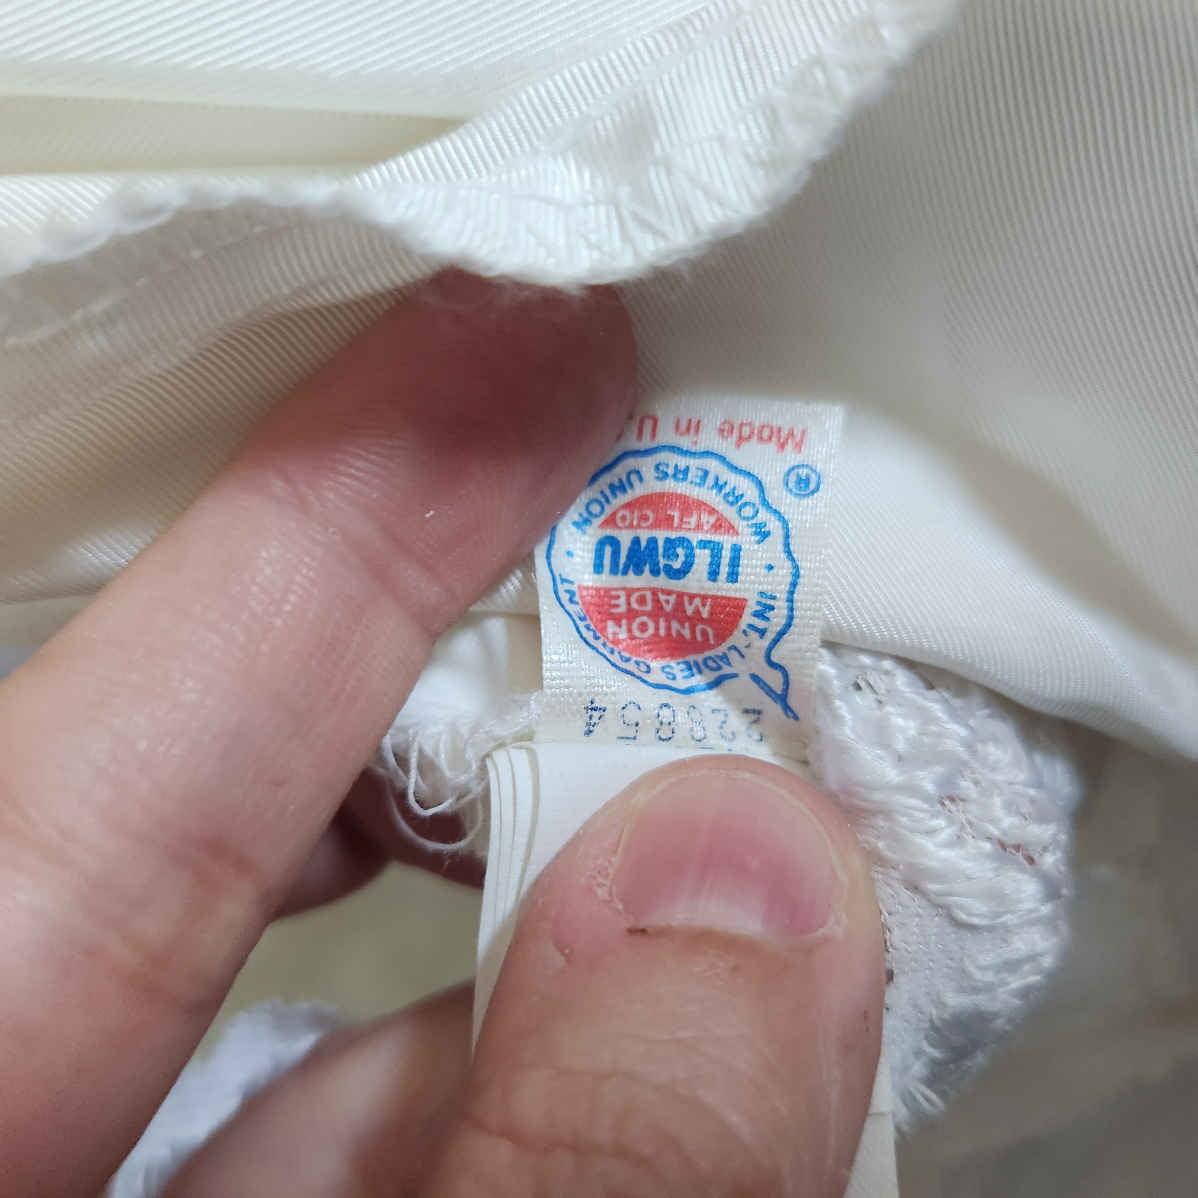 228854
INT. LADIES GARMENT WORKERS UNION
UNION
MADE
ILGWU
AFL CIO
®
Made in U.